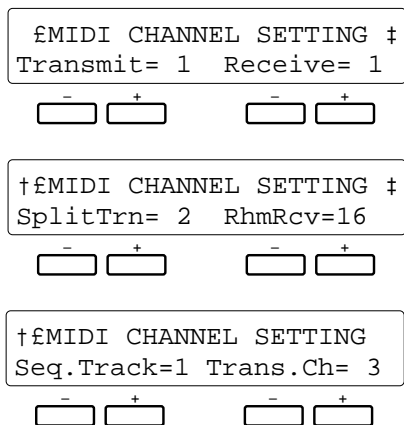 £MIDI CHANNEL SETTING ‡
Transmit= 1 Receive= 1
– + – +
†£MIDI CHANNEL SETTING ‡
SplitTrn= 2 RhmRcv=16
– + – +
†£MIDI CHANNEL SETTING
Seq.Track=1 Trans.Ch= 3
– + – +